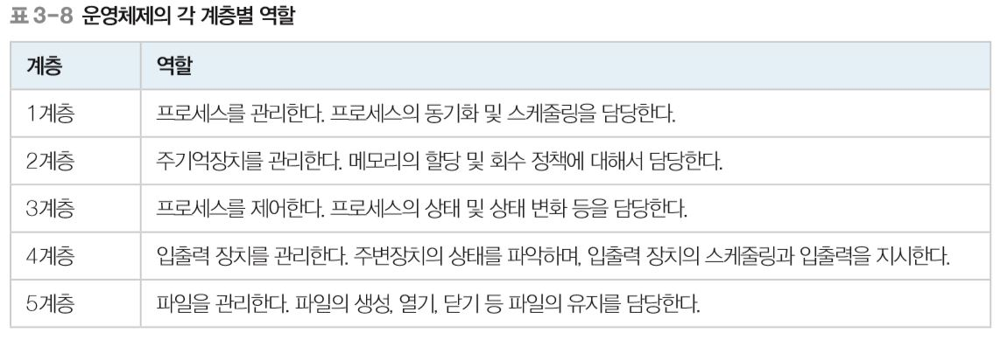 표 3-8 운영체제의 각 계층별 역할
계층 역할
1계층 프로세스를 관리한다. 프로세스의 동기화 및 스케줄링을 담당한다.
2계층 주기억장치를 관리한다. 메모리의 할당 및 회수 정책에 대해서 담당한다.
3계층 프로세스를 제어한다. 프로세스의 상태 및 상태 변화 등을 담당한다.
4계층 입출력 장치를 관리한다. 주변장치의 상태를 파악하며, 입출력 장치의 스케줄링과 입출력을 지시한다.
5계층 파일을 관리한다. 파일의 생성, 열기, 닫기 등 파일의 유지를 담당한다.